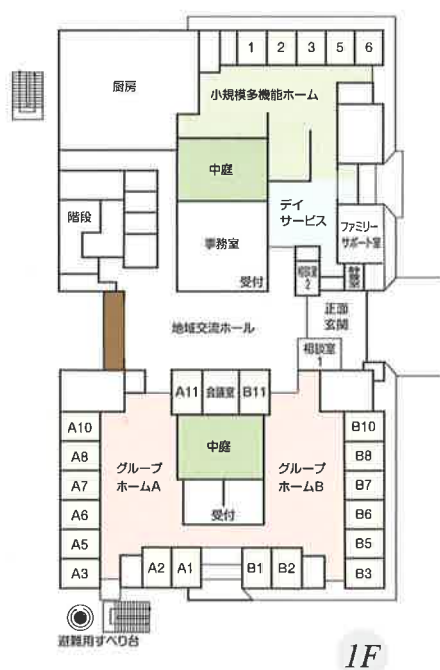 1 2 3 5 6
厨房
小規模多機能ホーム
中庭
デイ
サービス
階段
事務室
ファミリー
サポート室
受付
相談室
2
正面
玄関
地域交流ホール
相談室
1
A11 会議室 B11
A10
A8
A7
A6
A5
A3
中庭
グループ
ホームA
グループ
ホームB
受付
B10
B8
B7
B6
B5
B3
A2 A1
B1 B2
避難用すべり台
1F